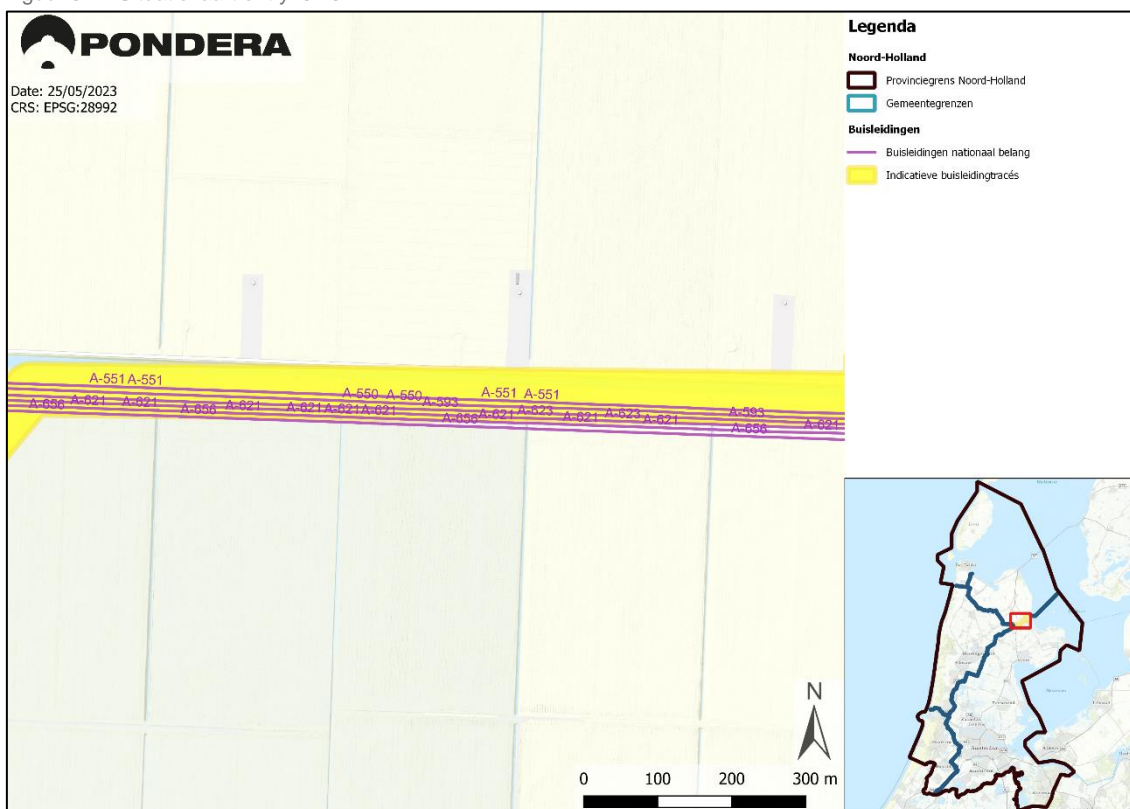 PONDERA
Date: 25/05/2023
CRS: EPSG:28992
A-551 A-551
A-550 A-550
A-551 A-551
A-593
A-593
A-656 A-621 A-621 A-656 A-621 A-621 A-621 A-621
A-656 A-621 A-623 A-621 A-623 A-621
A-656 A-621
N
0 100 200 300 m
Legenda
Noord-Holland
Provinciegrens Noord-Holland
Gemeentegrenzen
Buisleidingen
Buisleidingen nationaal belang
Indicatieve buisleidingtracés